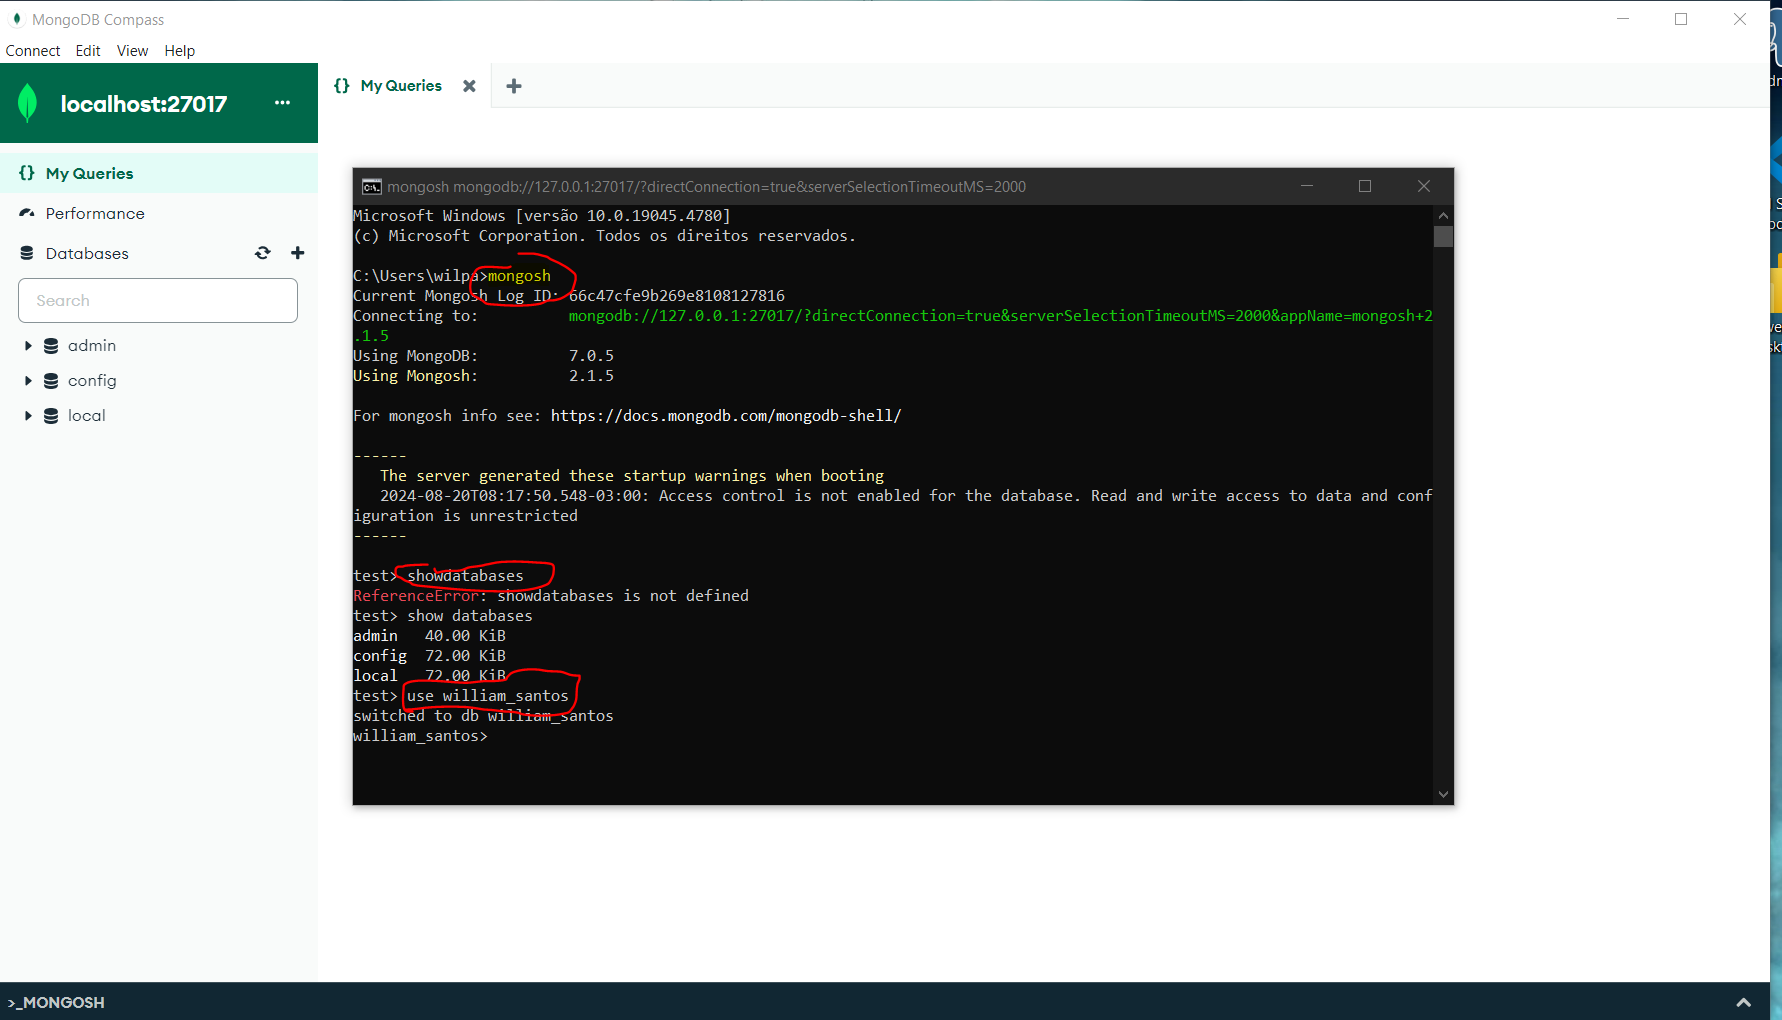 MongoDB Compass
Connect Edit View Help
localhost:27017 ...
{} My Queries
My Queries
Performance
Databases
Search
admin
config
local
mongosh mongodb://127.0.0.1:27017/?directConnection=true&serverSelectionTimeoutMS=2000
Microsoft Windows [versão 10.0.19045.4780]
(c) Microsoft Corporation. Todos os direitos reservados.
C:\Users\wilpa>mongosh
Current Mongosh Log ID: 66c47cfe9b269e8108127816
Connecting to: mongodb://127.0.0.1:27017/?directConnection=true&serverSelectionTimeoutMS=2000&appName=mongosh+2
.1.5
Using MongoDB: 7.0.5
Using Mongosh: 2.1.5
For mongosh info see: https://docs.mongodb.com/mongodb-shell/
------
The server generated these startup warnings when booting
2024-08-20T08:17:50.548-03:00: Access control is not enabled for the database. Read and write access to data and conf
iguration is unrestricted
------
test> showdatabases
ReferenceError: showdatabases is not defined
test> show databases
admin 40.00 KiB
config 72.00 KiB
local 72.00 KiB
test> use william_santos
switched to db william_santos
william_santos>
>_MONGOSH